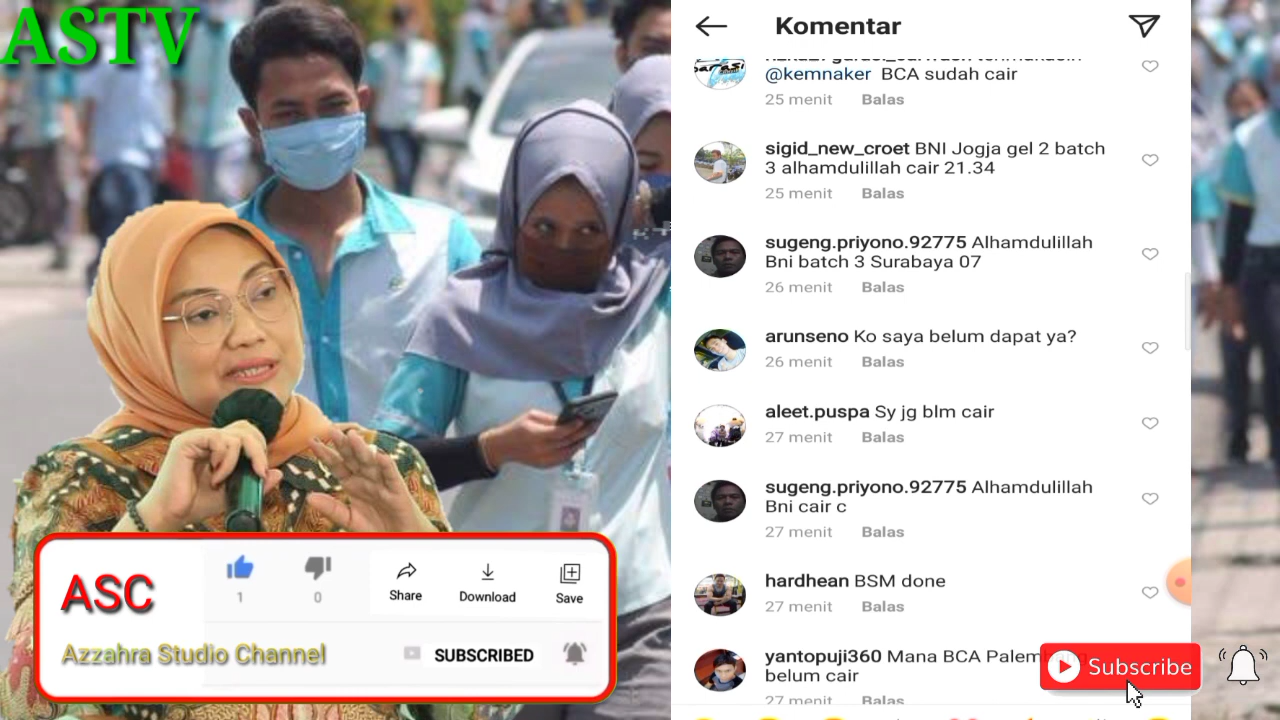 ASTV
ASC
Azzahra Studio Channel
1
0
Share
Download
Save
SUBSCRIBED
Komentar
@kemnaker BCA sudah cair
25 menit Balas
sigid_new_croet BNI Jogja gel 2 batch
3 alhamdulillah cair 21.34
25 menit Balas
sugeng.priyono.92775 Alhamdulillah
Bni batch 3 Surabaya 07
26 menit Balas
arunseno Ko saya belum dapat ya?
26 menit Balas
aleet.puspa Sy jg blm cair
27 menit Balas
sugeng.priyono.92775 Alhamdulillah
Bni cair c
27 menit Balas
hardhean BSM done
27 menit Balas
yantopuji360 Mana BCA
belum cair
27 menit Balas
Subscribe